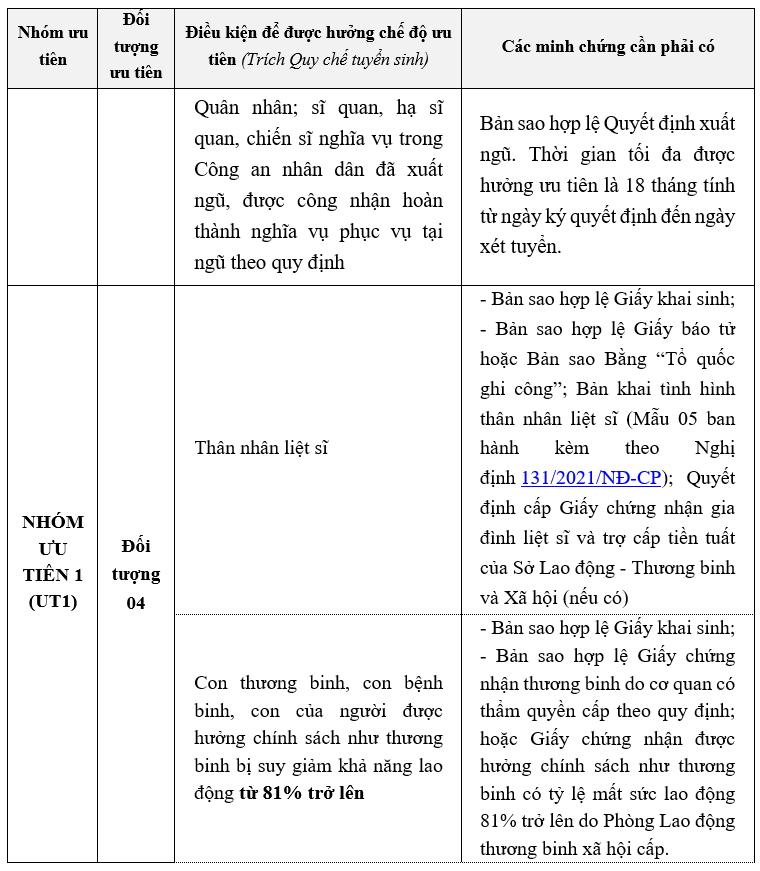 Nhóm ưu
tiên
Đối
tượng
ưu tiên
Điều kiện để được hưởng chế độ ưu
tiên (Trích Quy chế tuyển sinh)
Các minh chứng cần phải có
Quân nhân; sĩ quan, hạ sĩ
quan, chiến sĩ nghĩa vụ trong
Công an nhân dân đã xuất
ngũ, được công nhận hoàn
thành nghĩa vụ phục vụ tại
ngũ theo quy định
Bản sao hợp lệ Quyết định xuất
ngũ. Thời gian tối đa được
hưởng ưu tiên là 18 tháng tính
từ ngày ký quyết định đến ngày
xét tuyển.
NHÓM
ƯU
TIÊN 1
(UT1)
Đối
tượng
04
Thân nhân liệt sĩ
- Bản sao hợp lệ Giấy khai sinh;
- Bản sao hợp lệ Giấy báo tử
hoặc Bản sao Bằng “Tổ quốc
ghi công”; Bản khai tình hình
thân nhân liệt sĩ (Mẫu 05 ban
hành kèm theo Nghị
định 131/2021/NĐ-CP); Quyết
định cấp Giấy chứng nhận gia
đình liệt sĩ và trợ cấp tiền tuất
của Sở Lao động - Thương binh
và Xã hội (nếu có)
Con thương binh, con bệnh
binh, con của người được
hưởng chính sách như thương
binh bị suy giảm khả năng lao
động từ 81% trở lên
- Bản sao hợp lệ Giấy khai sinh;
- Bản sao hợp lệ Giấy chứng
nhận thương binh do cơ quan có
thẩm quyền cấp theo quy định;
hoặc Giấy chứng nhận được
hưởng chính sách như thương
binh có tỷ lệ mất sức lao động
81% trở lên do Phòng Lao động
thương binh xã hội cấp.